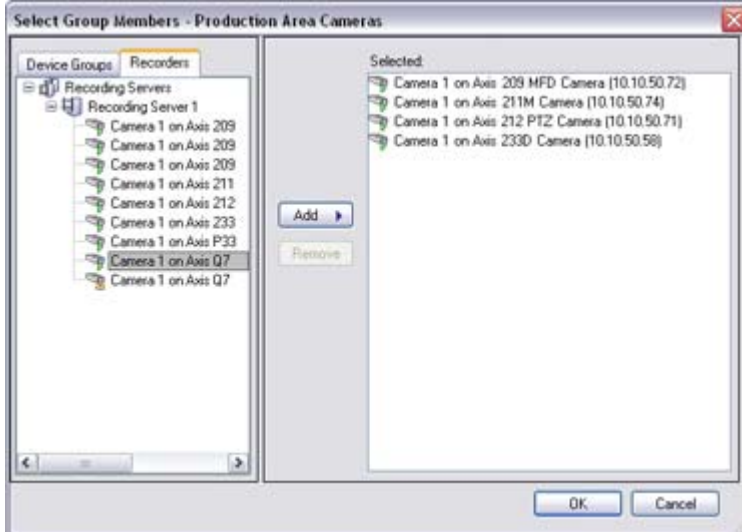 Select Group Members - Production Area Cameras
Device Groups
Recorders
Recording Servers
Recording Server 1
Camera 1 on Axis 209
Camera 1 on Axis 209
Camera 1 on Axis 209
Camera 1 on Axis 211
Camera 1 on Axis 212
Camera 1 on Axis 233
Camera 1 on Axis P33
Camera 1 on Axis Q7
Camera 1 on Axis Q7
Add
Remove
Selected:
Camera 1 on Axis 209 MFD Camera (10.10.50.72)
Camera 1 on Axis 211M Camera (10.10.50.74)
Camera 1 on Axis 212 PTZ Camera (10.10.50.71)
Camera 1 on Axis 233D Camera (10.10.50.58)
OK
Cancel